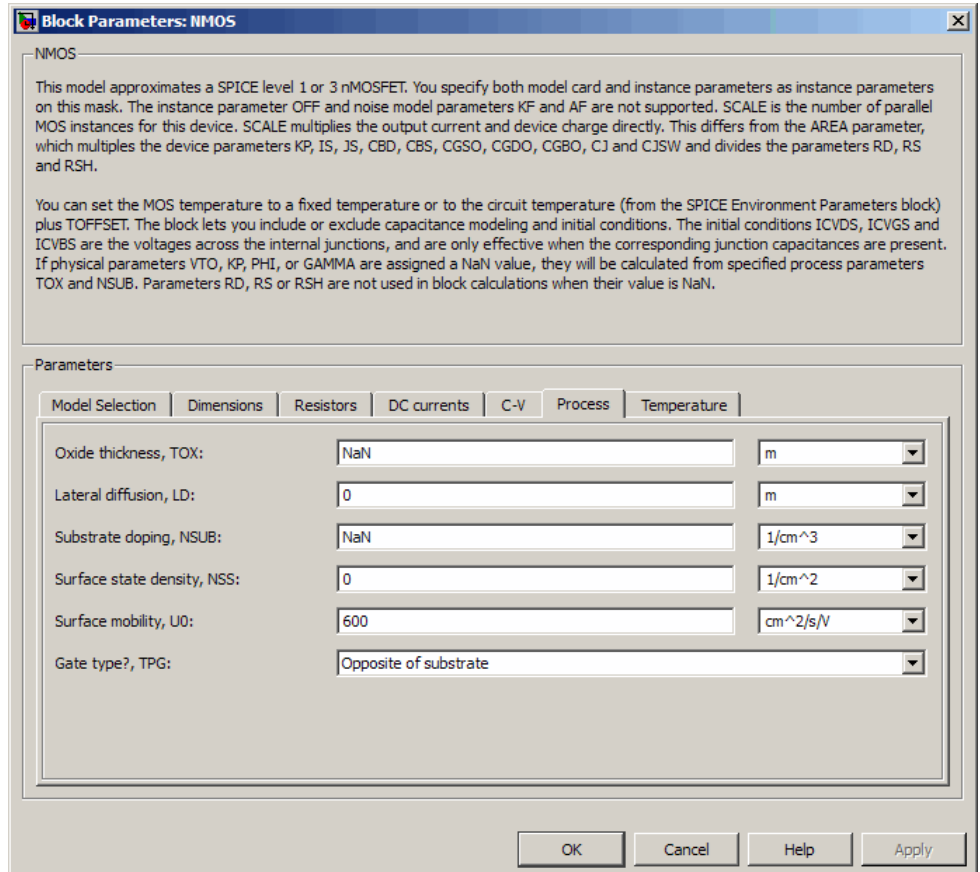 Block Parameters: NMOS
NMOS
This model approximates a SPICE level 1 or 3 nMOSFET. You specify both model card and instance parameters as instance parameters
on this mask. The instance parameter OFF and noise model parameters KF and AF are not supported. SCALE is the number of parallel
MOS instances for this device. SCALE multiplies the output current and device charge directly. This differs from the AREA parameter,
which multiples the device parameters KP, IS, JS, CBD, CBS, CGSO, CGDO, CGBO, CJ and CJSW and divides the parameters RD, RS
and RSH.
You can set the MOS temperature to a fixed temperature or to the circuit temperature (from the SPICE Environment Parameters block)
plus TOFFSET. The block lets you include or exclude capacitance modeling and initial conditions. The initial conditions ICVDS, ICVGS and
ICVBS are the voltages across the internal junctions, and are only effective when the corresponding junction capacitances are present.
If physical parameters VTO, KP, PHI, or GAMMA are assigned a NaN value, they will be calculated from specified process parameters
TOX and NSUB. Parameters RD, RS or RSH are not used in block calculations when their value is NaN.
Parameters
Model Selection Dimensions Resistors DC currents C-V Process Temperature
Oxide thickness, TOX: NaN m
Lateral diffusion, LD: 0 m
Substrate doping, NSUB: NaN 1/cm^3
Surface state density, NSS: 0 1/cm^2
Surface mobility, U0: 600 cm^2/s/V
Gate type?, TPG: Opposite of substrate
OK Cancel Help Apply